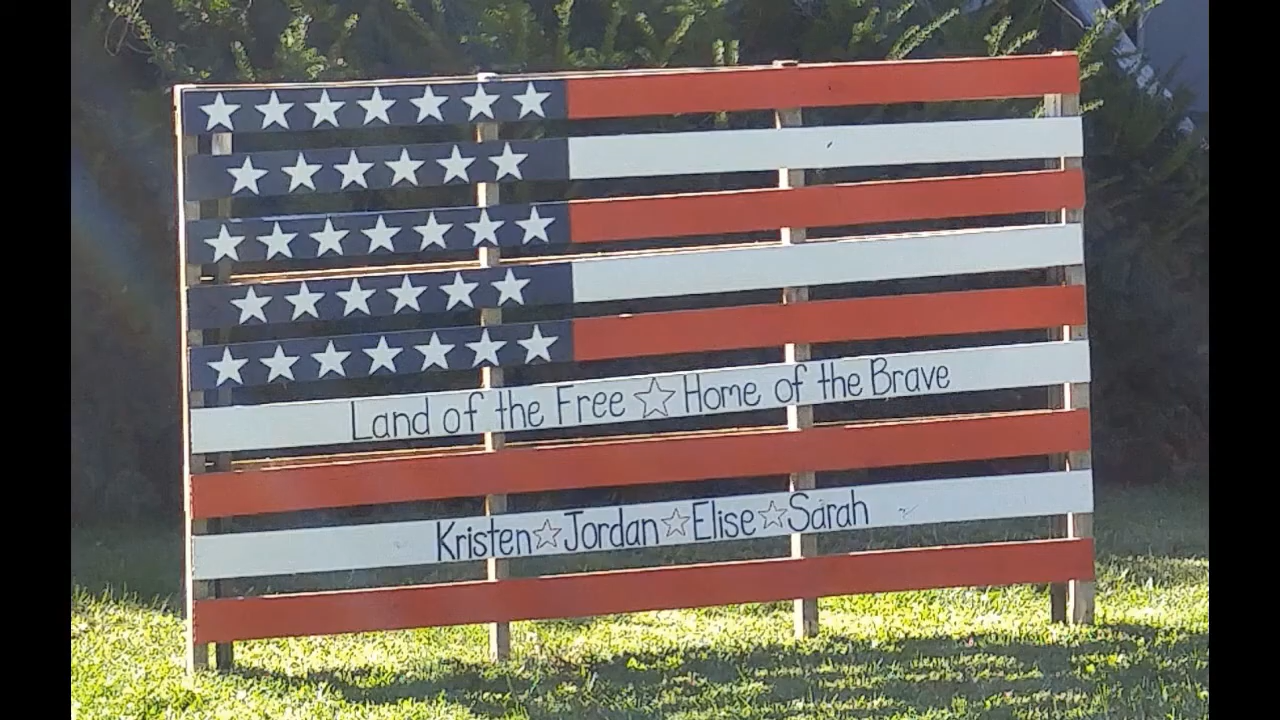 Land of the Free ☆ Home of the Brave
Kristen ☆ Jordan ☆ Elise ☆ Sarah